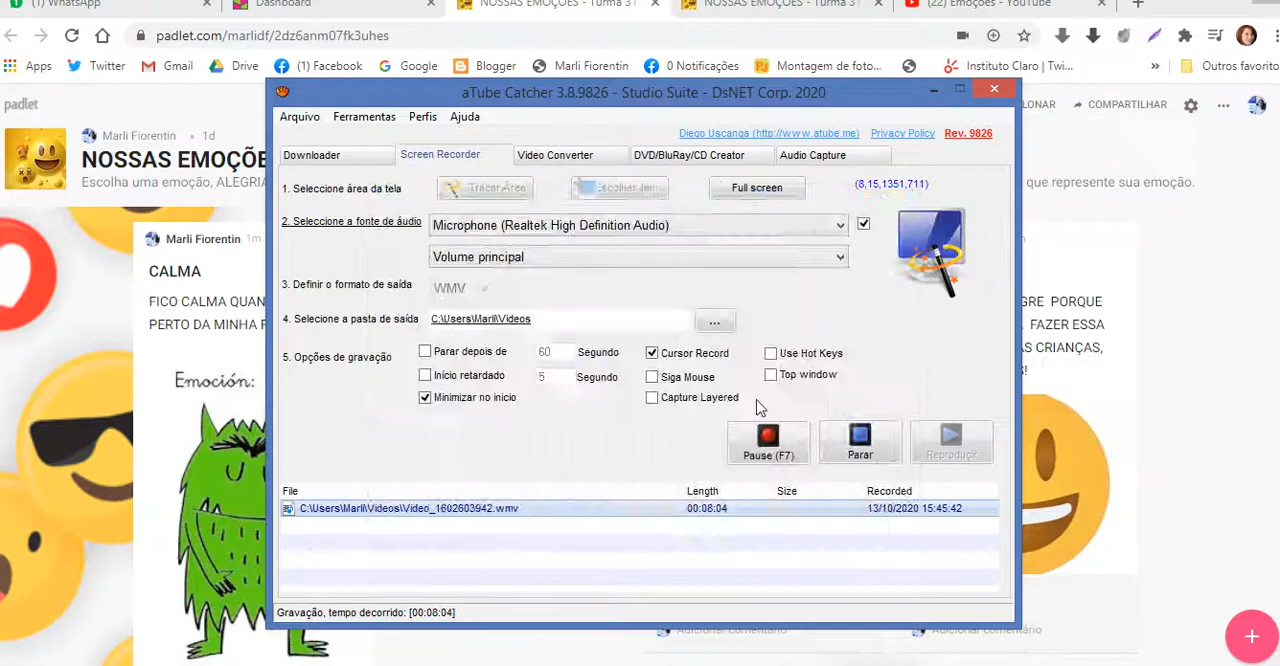 (1) WhatsApp
Dashboard
NOSSAS EMOÇÕES - Turma 31
NOSSAS EMOÇÕES - Turma 31
(22) Emoções - YouTube
padlet.com/marlidf/2dz6anm07fk3uhes
Apps Twitter Gmail Drive (1) Facebook Google Blogger Marli Fiorentin 0 Notificações Montagem de foto... Instituto Claro | Twi... » Outros favorito
padlet
CLONAR COMPARTILHAR
Marli Fiorentin • 1d
NOSSAS EMOÇÕE
Escolha uma emoção, ALEGRIA
que represente sua emoção.
aTube Catcher 3.8.9826 - Studio Suite - DsNET Corp. 2020
Arquivo Ferramentas Perfis Ajuda
Diego Uscanga (http://www.atube.me) Privacy Policy Rev. 9826
Downloader Screen Recorder Video Converter DVD/BluRay/CD Creator Audio Capture
1. Seleccione área da tela Tracar Area Full screen (8,15,1351,711)
2. Seleccione a fonte de áudio Microphone (Realtek High Definition Audio)
Volume principal
3. Definir o formato de saída WMV
4. Selecione a pasta de saída C:\Users\Marli\Videos ...
5. Opções de gravação
Parar depois de 60 Segundo
Início retardado 5 Segundo
Minimizar no início
Cursor Record
Siga Mouse
Capture Layered
Use Hot Keys
Top window
Pause (F7) Parar Reproduzir
File Length Size Recorded
C:\Users\Marli\Videos\Video_1602603942.wmv 00:08:04 13/10/2020 15:45:42
Gravação, tempo decorrido: [00:08:04]
Marli Fiorentin 1m
CALMA
FICO CALMA QUAN
PERTO DA MINHA F
Emoción:
GRE PORQUE
FAZER ESSA
AS CRIANÇAS,
Adicionar comentário
Adicionar comentário